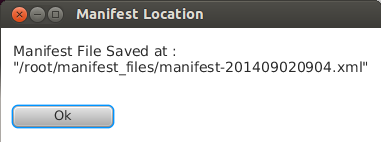 Manifest Location
Manifest File Saved at :
"/root/manifest_files/manifest-201409020904.xml"
Ok